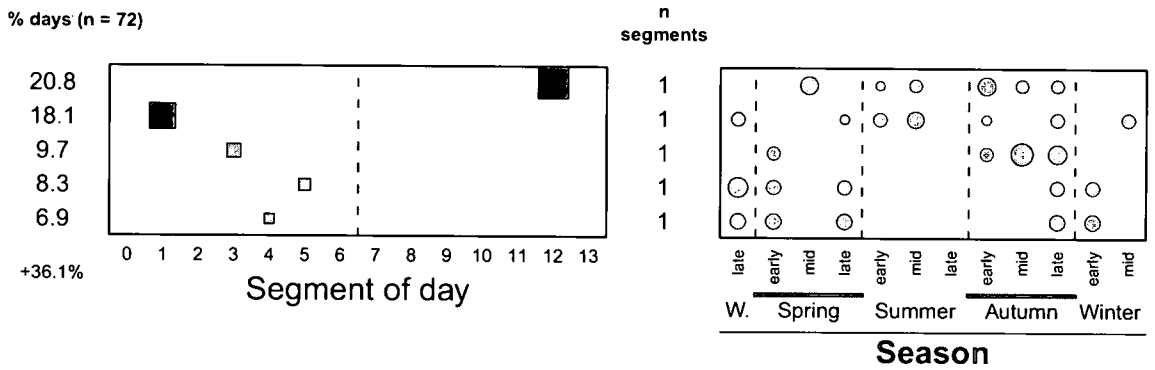 % days (n = 72)
n
segments
20.8
18.1
9.7
8.3
6.9
+36.1%
0 1 2 3 4 5 6 7 8 9 10 11 12 13
Segment of day
1
1
1
1
1
late early mid late early mid late early mid late early mid
W. Spring Summer Autumn Winter
Season